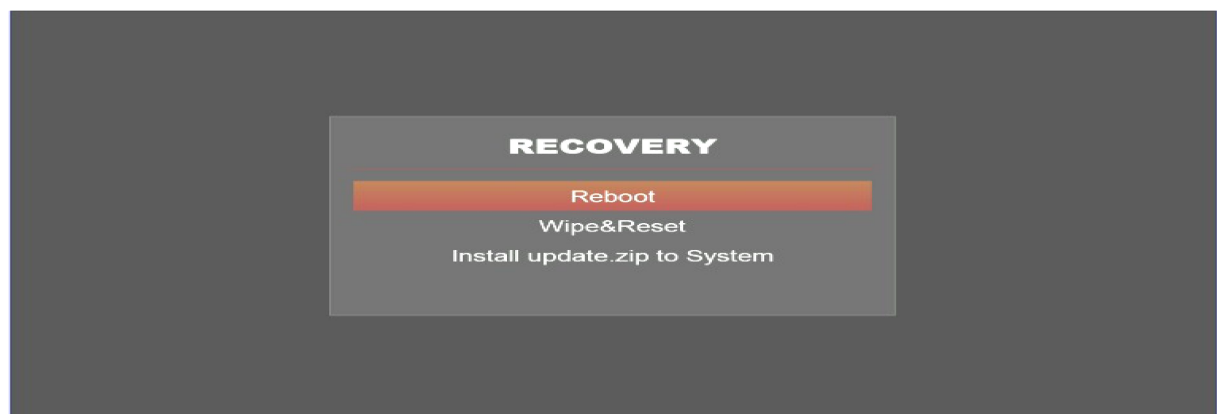 RECOVERY
Reboot
Wipe&Reset
Install update.zip to System